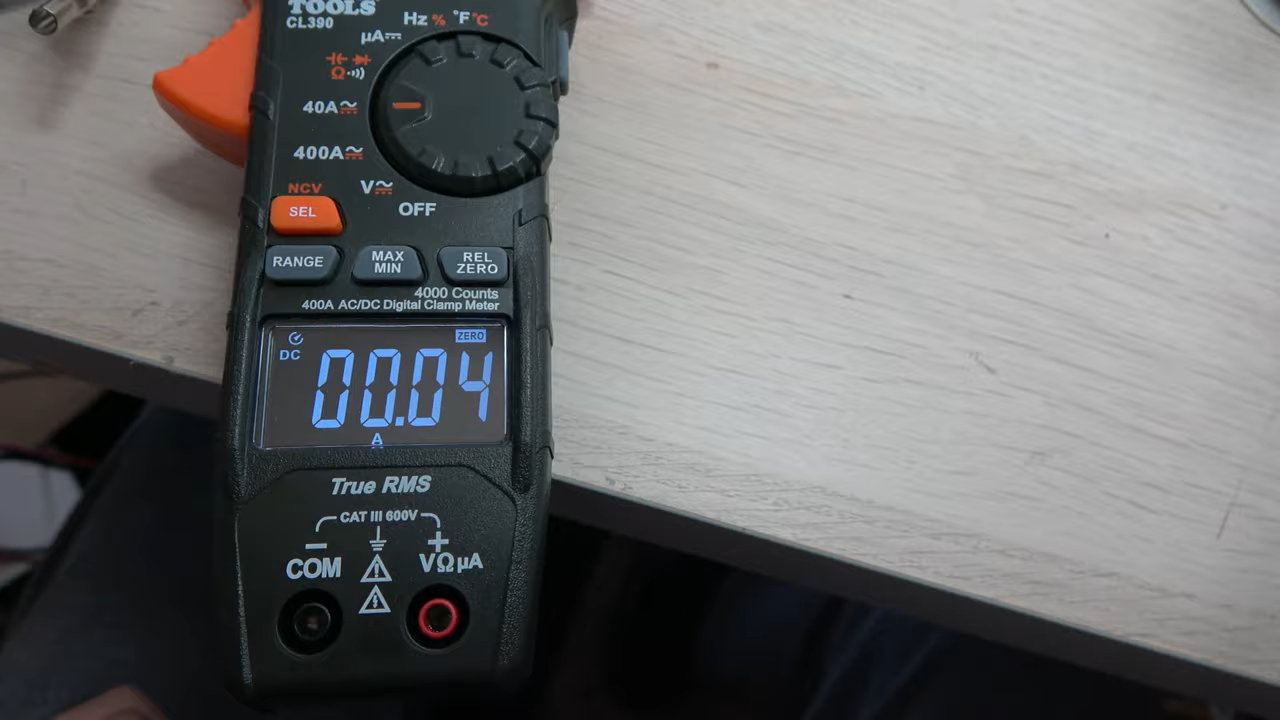 TOOLS
CL390
Hz % °F°C
µA
Ω
40A
400A
V
OFF
NCV
SEL
RANGE
MAX
MIN
REL
ZERO
4000 Counts
400A AC/DC Digital Clamp Meter
ZERO
DC
00.04
A
True RMS
CAT III 600V
− +
COM
VΩµA